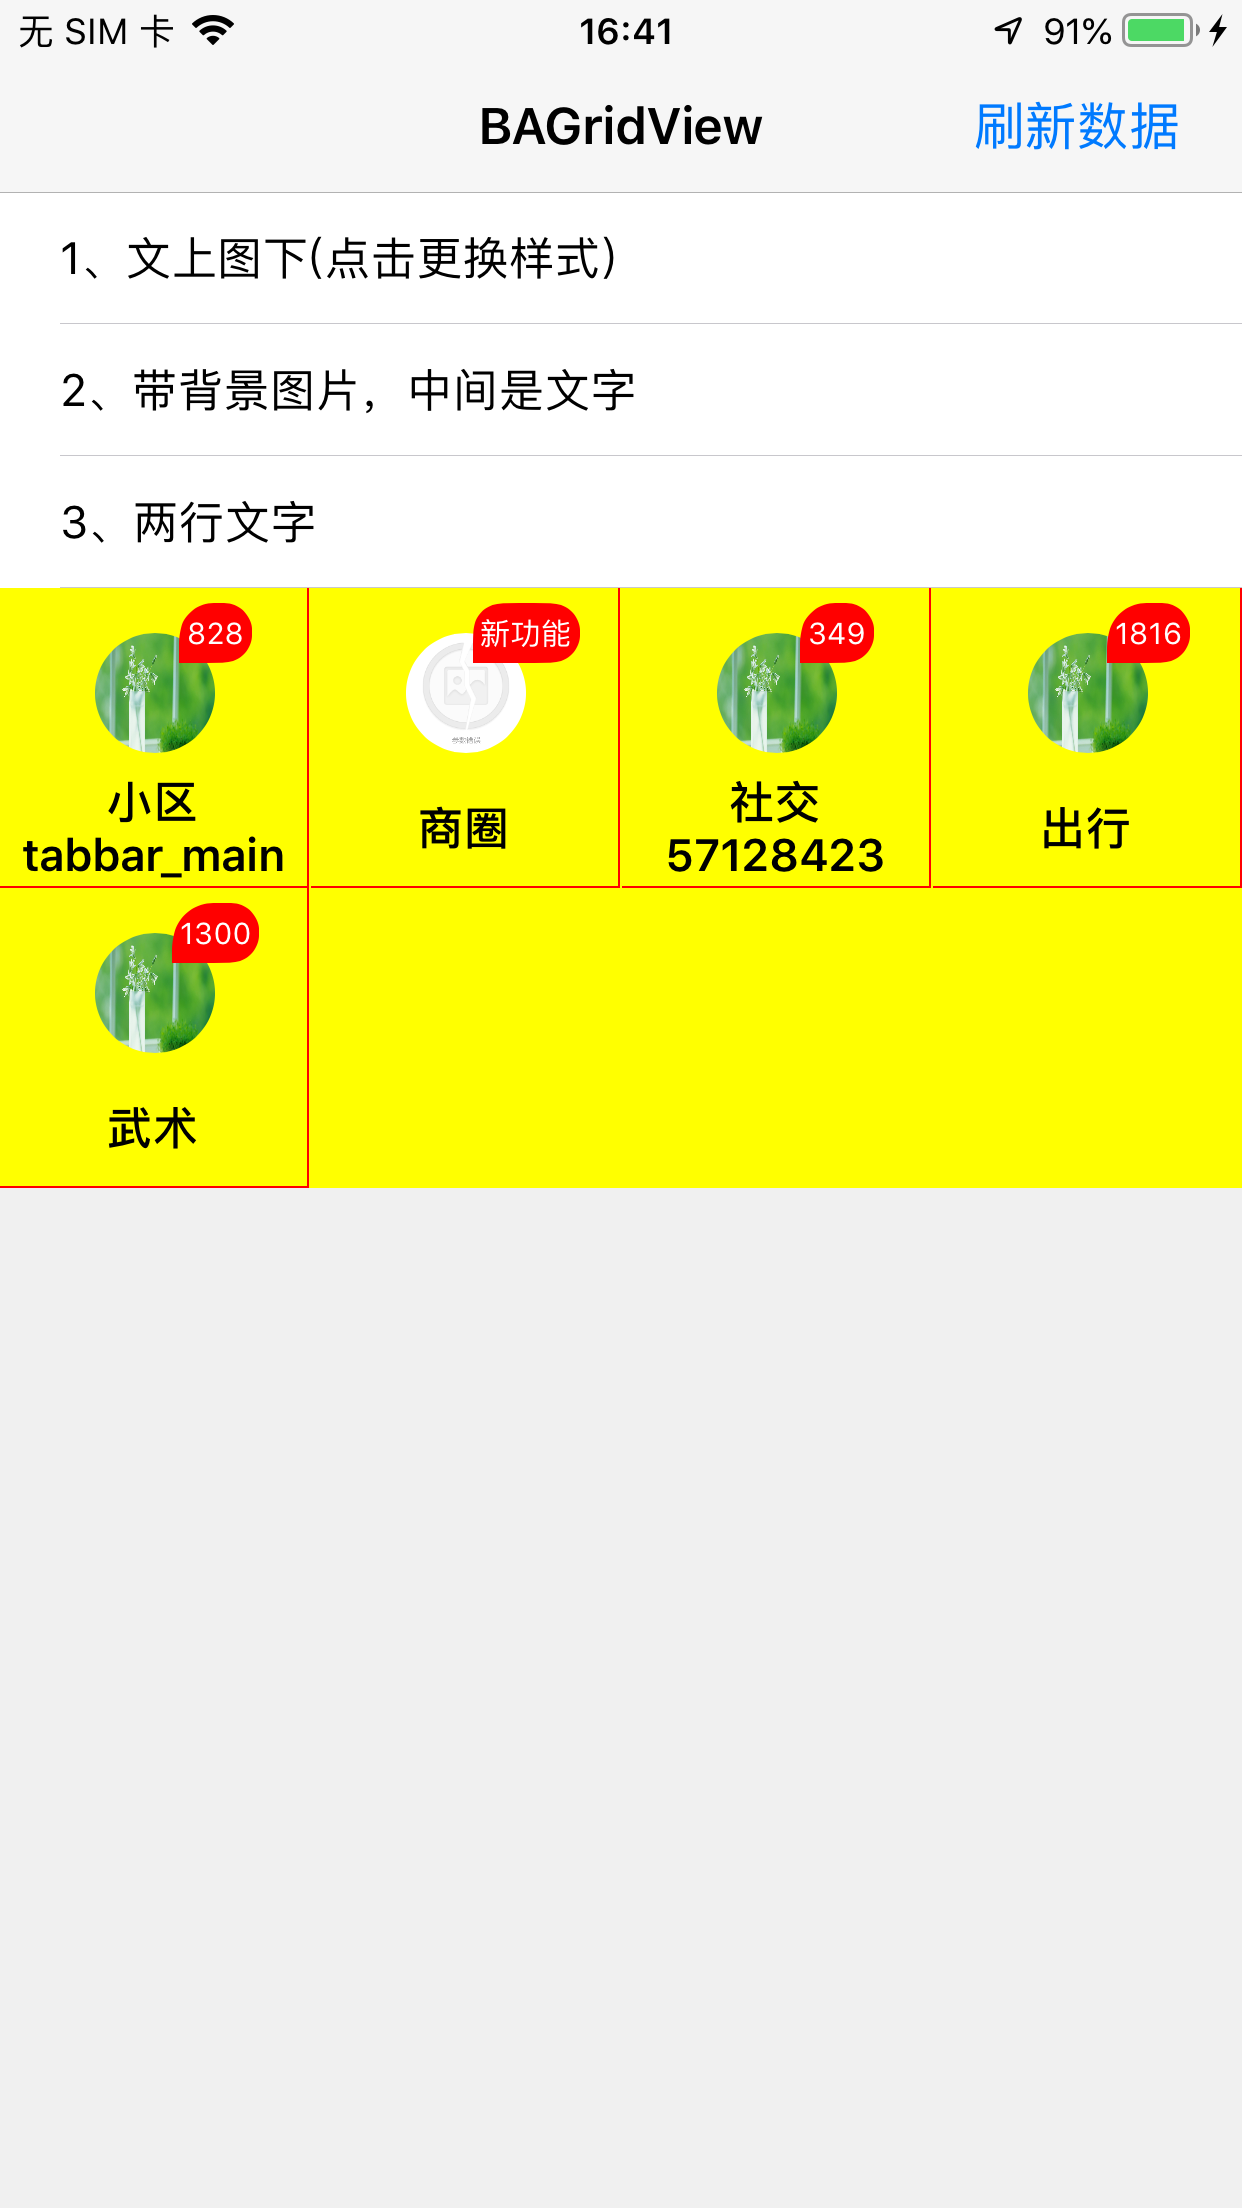 无 SIM 卡 16:41 91%
BAGridView 刷新数据
1、文上图下(点击更换样式)
2、带背景图片，中间是文字
3、两行文字
828 新功能 349 1816
小区 社交
商圈 出行
tabbar_main 57128423
1300
武术